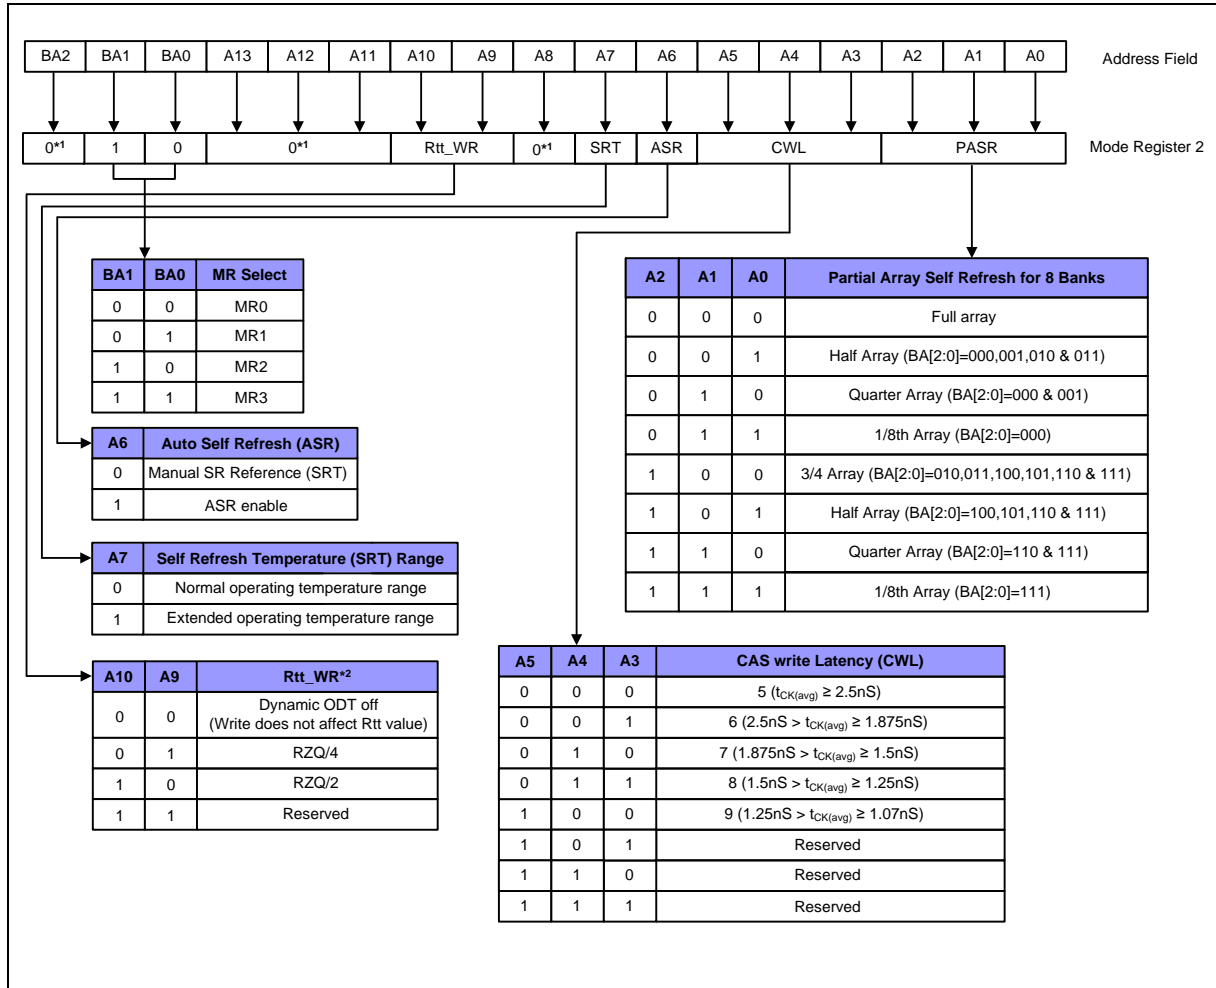 BA2 BA1 BA0 A13 A12 A11 A10 A9 A8 A7 A6 A5 A4 A3 A2 A1 A0 Address Field
0*1 1 0 0*1 Rtt_WR 0*1 SRT ASR CWL PASR Mode Register 2
BA1 BA0 MR Select
0 0 MR0
0 1 MR1
1 0 MR2
1 1 MR3
A6 Auto Self Refresh (ASR)
0 Manual SR Reference (SRT)
1 ASR enable
A7 Self Refresh Temperature (SRT) Range
0 Normal operating temperature range
1 Extended operating temperature range
A10 A9 Rtt_WR*2
0 0 Dynamic ODT off
(Write does not affect Rtt value)
0 1 RZQ/4
1 0 RZQ/2
1 1 Reserved
A2 A1 A0 Partial Array Self Refresh for 8 Banks
0 0 0 Full array
0 0 1 Half Array (BA[2:0]=000,001,010 & 011)
0 1 0 Quarter Array (BA[2:0]=000 & 001)
0 1 1 1/8th Array (BA[2:0]=000)
1 0 0 3/4 Array (BA[2:0]=010,011,100,101,110 & 111)
1 0 1 Half Array (BA[2:0]=100,101,110 & 111)
1 1 0 Quarter Array (BA[2:0]=110 & 111)
1 1 1 1/8th Array (BA[2:0]=111)
A5 A4 A3 CAS write Latency (CWL)
0 0 0 5 (tCK(avg) ≥ 2.5nS)
0 0 1 6 (2.5nS > tCK(avg) ≥ 1.875nS)
0 1 0 7 (1.875nS > tCK(avg) ≥ 1.5nS)
0 1 1 8 (1.5nS > tCK(avg) ≥ 1.25nS)
1 0 0 9 (1.25nS > tCK(avg) ≥ 1.07nS)
1 0 1 Reserved
1 1 0 Reserved
1 1 1 Reserved